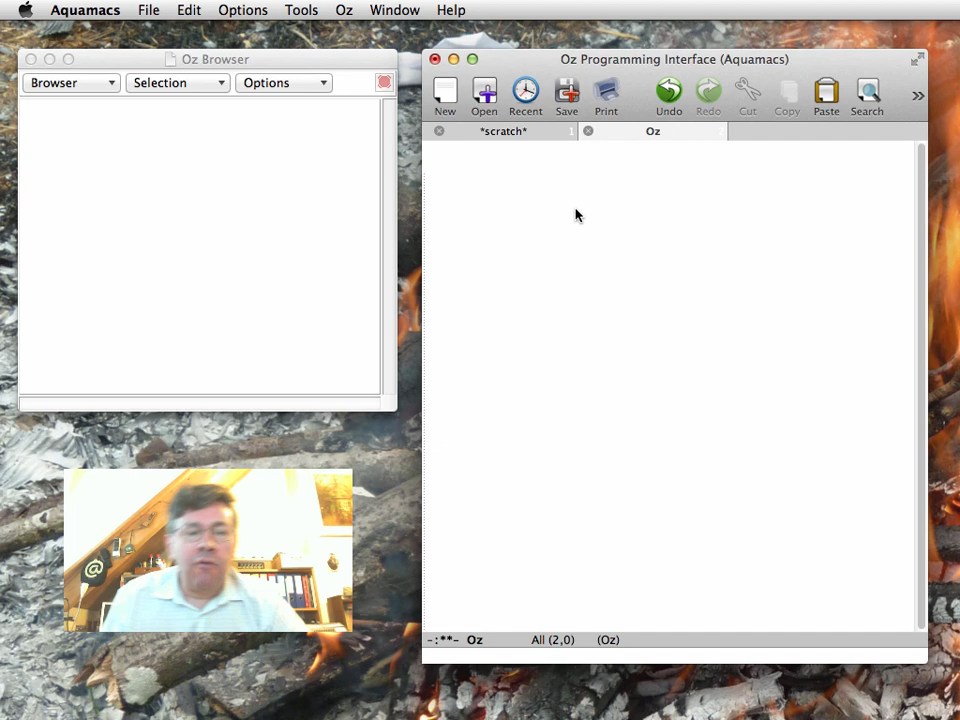 Aquamacs File Edit Options Tools Oz Window Help
Oz Browser
Browser Selection Options
Oz Programming Interface (Aquamacs)
New Open Recent Save Print Undo Redo Cut Copy Paste Search »
*scratch* 1 Oz
-:**- Oz All (2,0) (Oz)
@